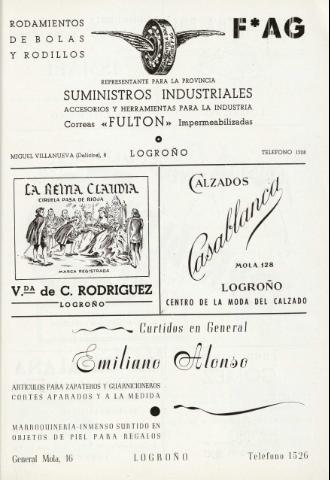 RODAMIENTOS
DE BOLAS
Y RODILLOS
F*AG
REPRESENTANTE PARA LA PROVINCIA
SUMINISTROS INDUSTRIALES
ACCESORIOS Y HERRAMIENTAS PARA LA INDUSTRIA
Correas «FULTON» Impermeabilizadas
MIGUEL VILLANUEVA (Delicias), 8 LOGROÑO TELEFONO 1208
LA REINA CLAUDIA
CIRUELA PASA DE RIOJA
MARCA REGISTRADA
V.DA de C. RODRIGUEZ
LOGROÑO
CALZADOS
Casablanca
MOLA 128
LOGROÑO
CENTRO DE LA MODA DEL CALZADO
Curtidos en General
Emiliano Alonso
ARTICULOS PARA ZAPATEROS Y GUARNICIONEROS
CORTES APARADOS Y A LA MEDIDA
MARROQUINERIA-INMENSO SURTIDO EN
OBJETOS DE PIEL PARA REGALOS
General Mola, 16 LOGROÑO Teléfono 1526